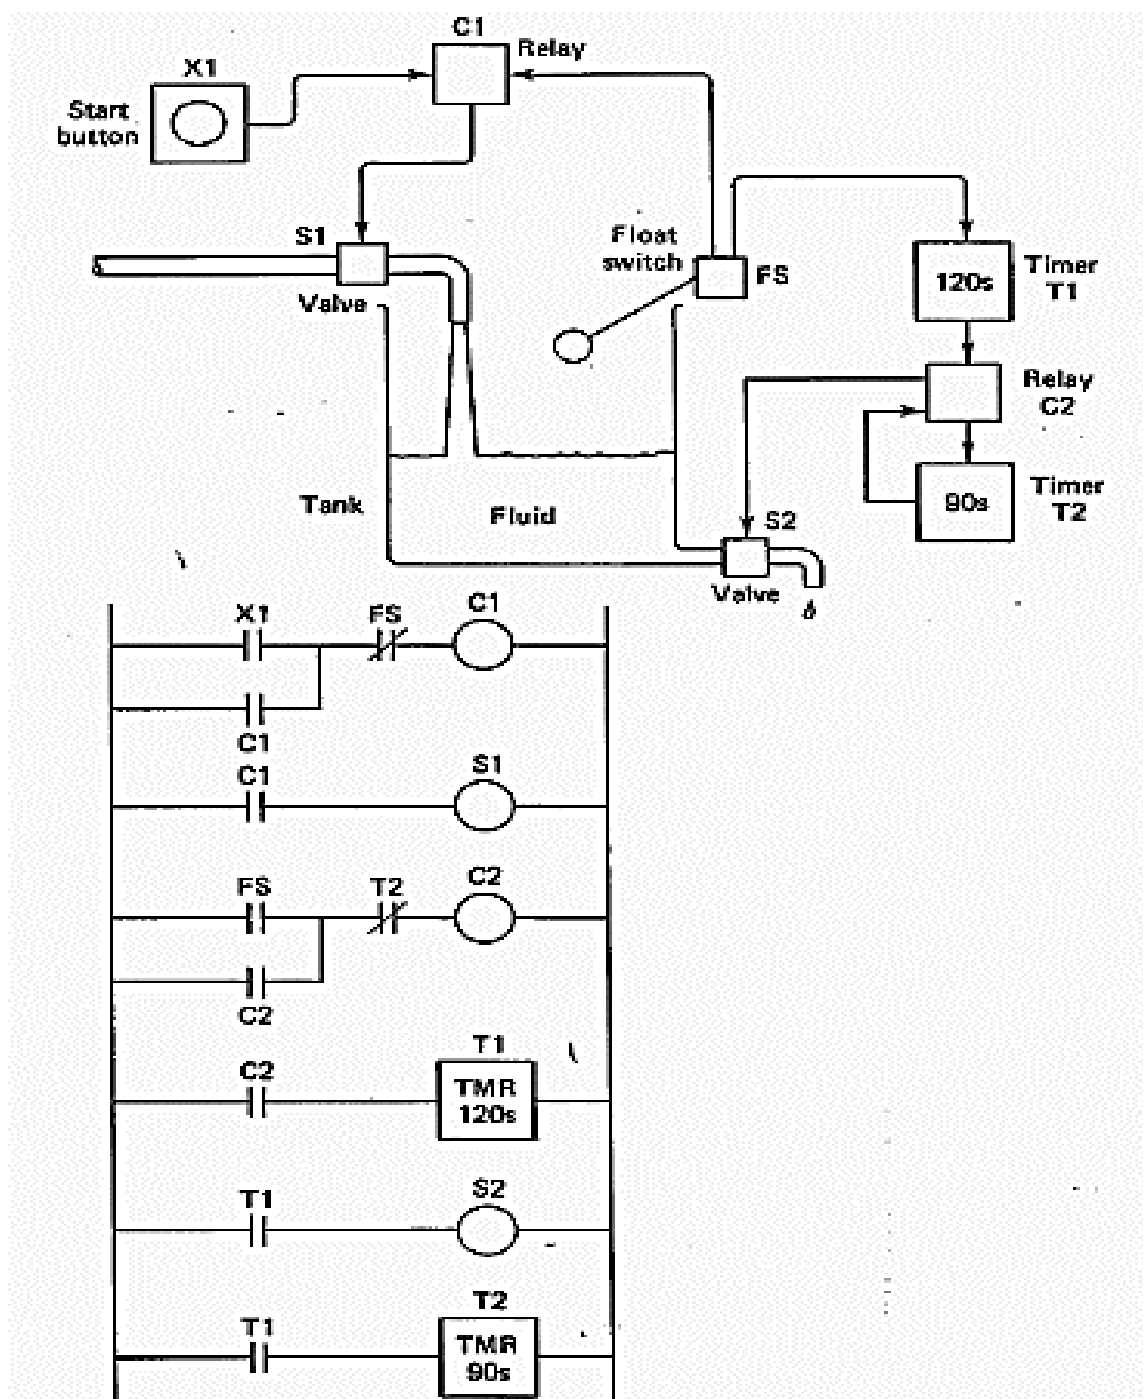 C1
Relay
X1
Start
button
S1
Valve
Float
switch
FS
120s
Timer
T1
Relay
C2
90s
Timer
T2
Tank
Fluid
S2
Valve
X1
FS
C1
C1
C1
S1
FS
T2
C2
C2
C2
T1
TMR
120s
T1
S2
T1
T2
TMR
90s